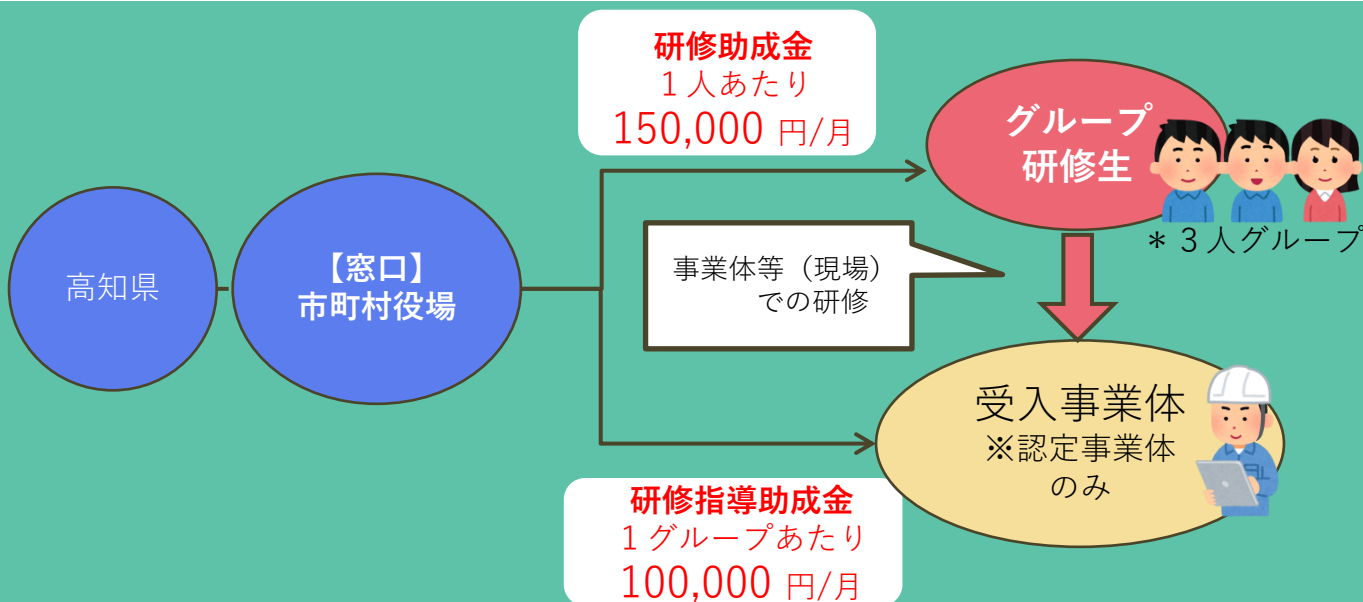 研修助成金
１人あたり
150,000 円/月
グループ
研修生
＊３人グループ
高知県
【窓口】
市町村役場
事業体等（現場）
での研修
受入事業体
※認定事業体
のみ
研修指導助成金
１グループあたり
100,000 円/月